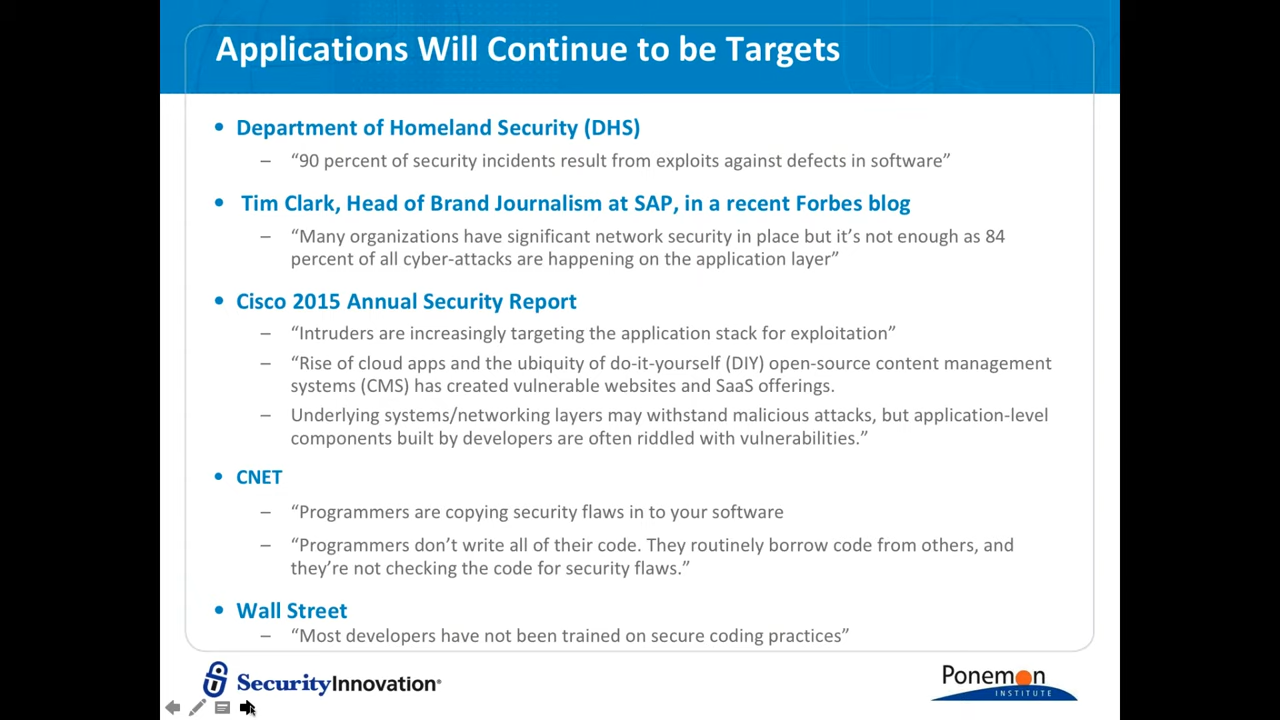 Applications Will Continue to be Targets
• Department of Homeland Security (DHS)
– “90 percent of security incidents result from exploits against defects in software”
• Tim Clark, Head of Brand Journalism at SAP, in a recent Forbes blog
– “Many organizations have significant network security in place but it’s not enough as 84
percent of all cyber-attacks are happening on the application layer”
• Cisco 2015 Annual Security Report
– “Intruders are increasingly targeting the application stack for exploitation”
– “Rise of cloud apps and the ubiquity of do-it-yourself (DIY) open-source content management
systems (CMS) has created vulnerable websites and SaaS offerings.
– Underlying systems/networking layers may withstand malicious attacks, but application-level
components built by developers are often riddled with vulnerabilities.”
• CNET
– “Programmers are copying security flaws in to your software
– “Programmers don’t write all of their code. They routinely borrow code from others, and
they’re not checking the code for security flaws.”
• Wall Street
– “Most developers have not been trained on secure coding practices”
SecurityInnovation®
Ponemon
INSTITUTE